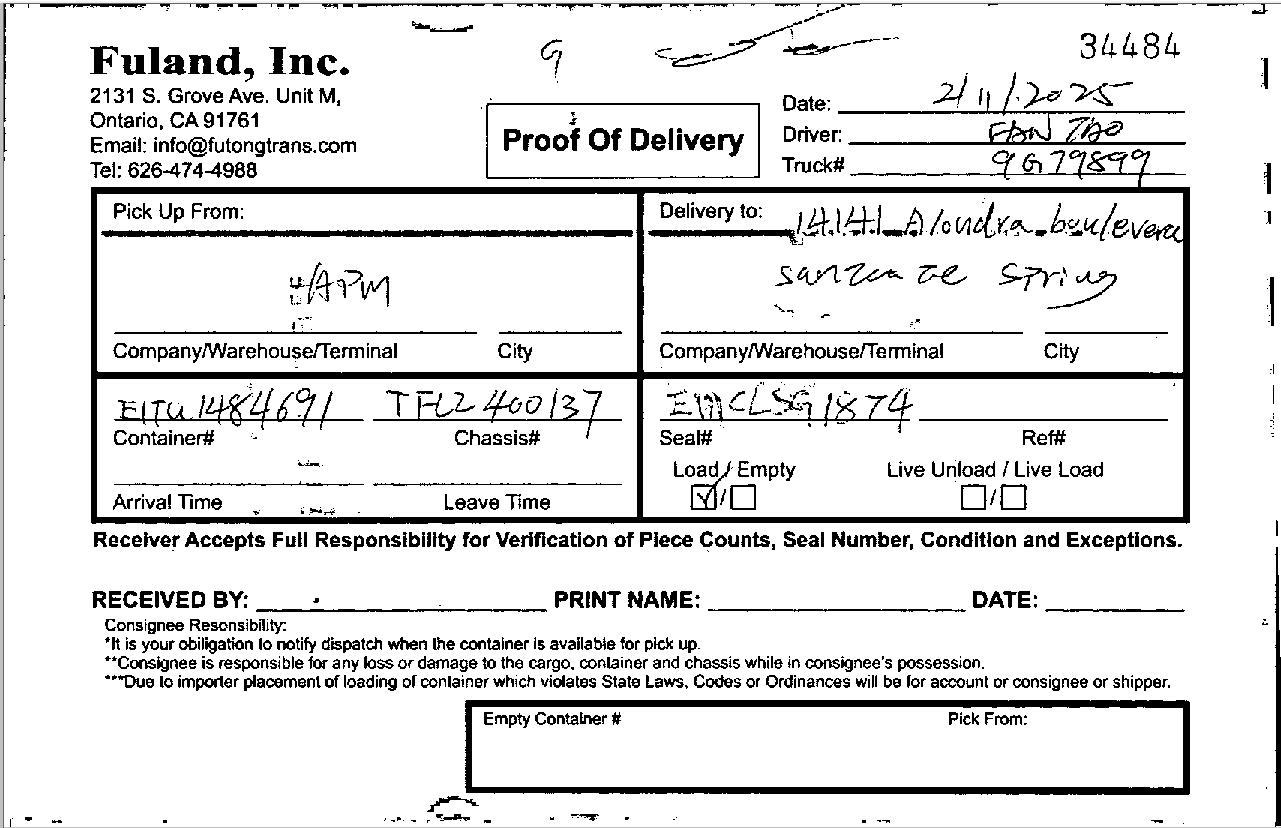 34484
Fuland, Inc.
2131 S. Grove Ave. Unit M,
Ontario, CA 91761
Email: info@futongtrans.com
Tel: 626-474-4988
Proof Of Delivery
Date: 2/11/2025
Driver: FAN TAO
Truck# 9G79899
Pick Up From:
APM
Company/Warehouse/Terminal City
Delivery to: 14141 Alondra boulevera
Spring
Company/Warehouse/Terminal City
EITU1484691 TFLZ400137
Container# Chassis#
Arrival Time Leave Time
EMCLSG1874
Seal# Ref#
Load / Empty Live Unload / Live Load
/ /
Receiver Accepts Full Responsibility for Verification of Piece Counts, Seal Number, Condition and Exceptions.
RECEIVED BY: PRINT NAME: DATE:
Consignee Resonsibility:
*It is your obiligation to notify dispatch when the container is available for pick up.
**Consignee is responsible for any loss or damage to the cargo, container and chassis while in consignee's possession.
***Due to importer placement of loading of container which violates State Laws, Codes or Ordinances will be for account or consignee or shipper.
Empty Container # Pick From: